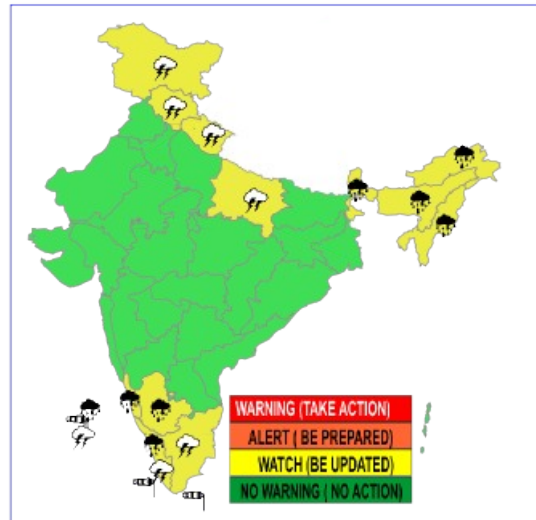 WARNING (TAKE ACTION)
ALERT ( BE PREPARED)
WATCH (BE UPDATED)
NO WARNING ( NO ACTION)